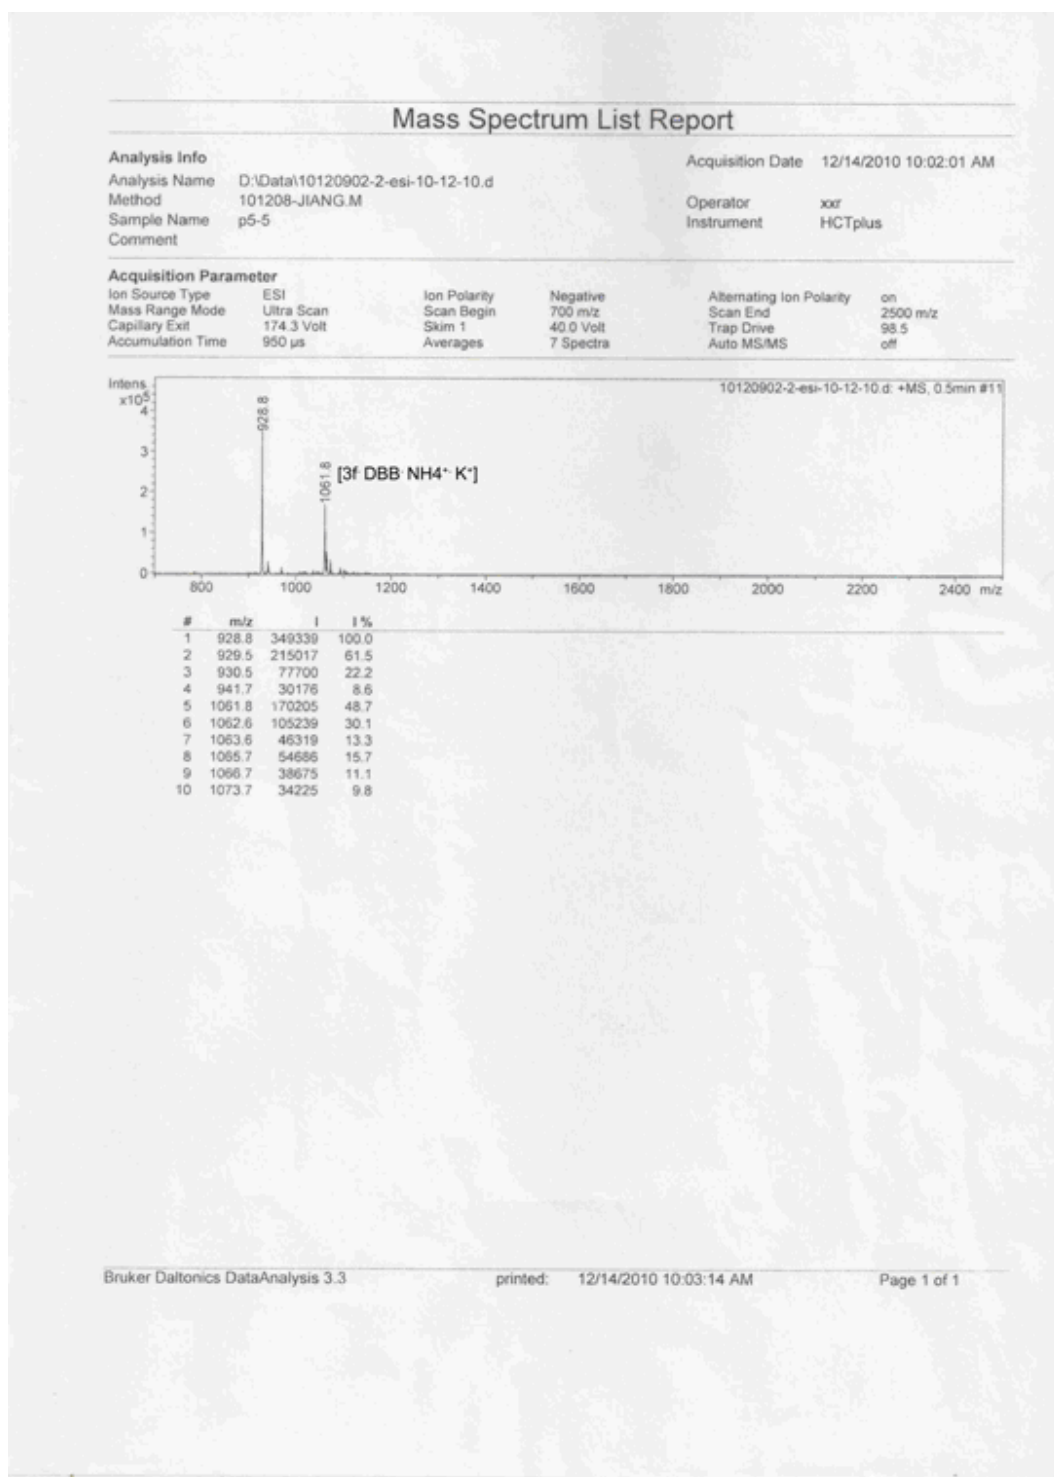 Mass Spectrum List Report
Analysis Info
Acquisition Date 12/14/2010 10:02:01 AM
Analysis Name D:\Data\10120902-2-esi-10-12-10.d
Method 101208-JIANG.M
Operator xxr
Sample Name p5-5
Instrument HCTplus
Comment
Acquisition Parameter
Ion Source Type ESI Ion Polarity Negative Alternating Ion Polarity on
Mass Range Mode Ultra Scan Scan Begin 700 m/z Scan End 2500 m/z
Capillary Exit 174.3 Volt Skim 1 40.0 Volt Trap Drive 98.5
Accumulation Time 950 µs Averages 7 Spectra Auto MS/MS off
Intens.
x105
10120902-2-esi-10-12-10.d: +MS, 0.5min #11
4
3
2
1
0
928.8
1061.8
[3f· DBB· NH4+· K+]
800 1000 1200 1400 1600 1800 2000 2200 2400 m/z
# m/z I I %
1 928.8 349339 100.0
2 929.5 215017 61.5
3 930.5 77700 22.2
4 941.7 30176 8.6
5 1061.8 170205 48.7
6 1062.6 105239 30.1
7 1063.6 46319 13.3
8 1065.7 54686 15.7
9 1066.7 38675 11.1
10 1073.7 34225 9.8
Bruker Daltonics DataAnalysis 3.3 printed: 12/14/2010 10:03:14 AM Page 1 of 1